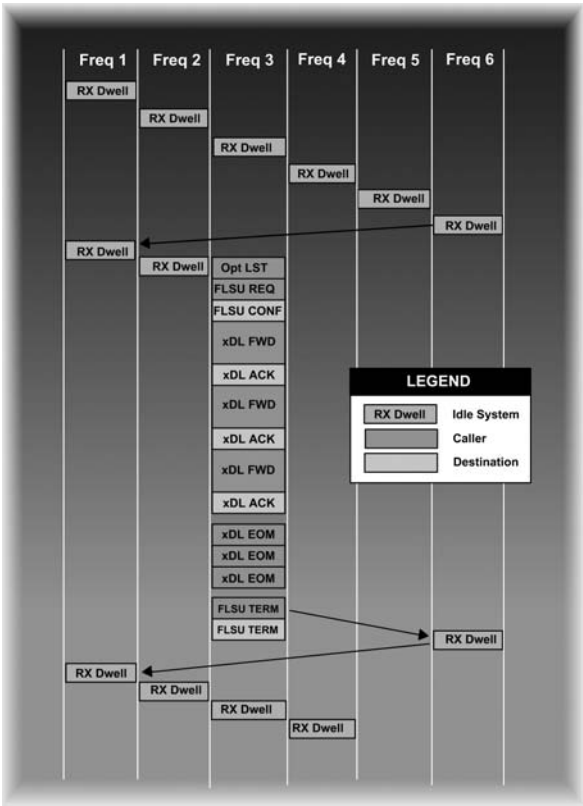 Freq 1 Freq 2 Freq 3 Freq 4 Freq 5 Freq 6
RX Dwell
RX Dwell
RX Dwell
RX Dwell
RX Dwell
RX Dwell
RX Dwell
RX Dwell
Opt LST
FLSU REQ
FLSU CONF
xDL FWD
xDL ACK
xDL FWD
xDL ACK
xDL FWD
xDL ACK
xDL EOM
xDL EOM
xDL EOM
FLSU TERM
FLSU TERM
LEGEND
RX Dwell Idle System
Caller
Destination
RX Dwell
RX Dwell
RX Dwell
RX Dwell
RX Dwell